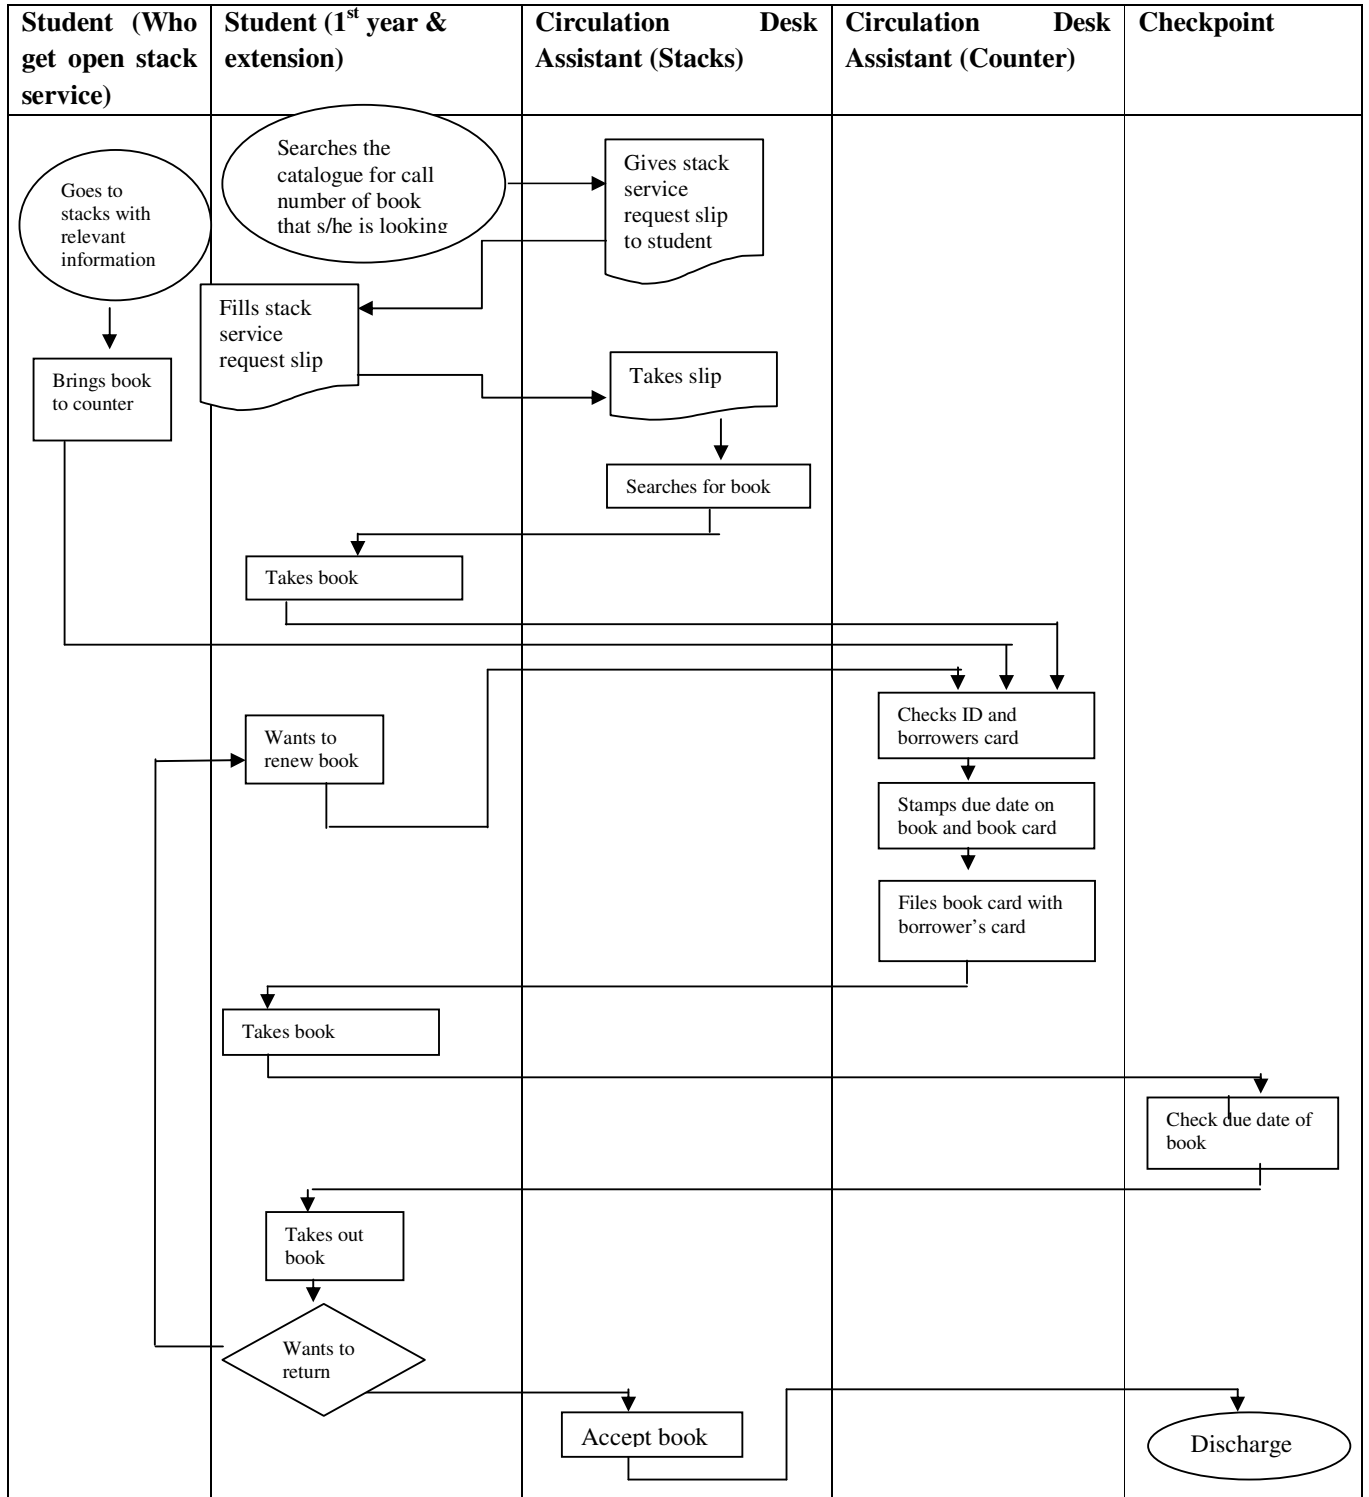 Student (Who
get open stack
service)
Student (1st year &
extension)
Circulation Desk
Assistant (Stacks)
Circulation Desk
Assistant (Counter)
Checkpoint
Goes to
stacks with
relevant
information
Searches the
catalogue for call
number of book
that s/he is looking
Gives stack
service
request slip
to student
Fills stack
service
request slip
Brings book
to counter
Takes slip
Searches for book
Takes book
Checks ID and
borrowers card
Wants to
renew book
Stamps due date on
book and book card
Files book card with
borrower's card
Takes book
Check due date of
book
Takes out
book
Wants to
return
Accept book
Discharge